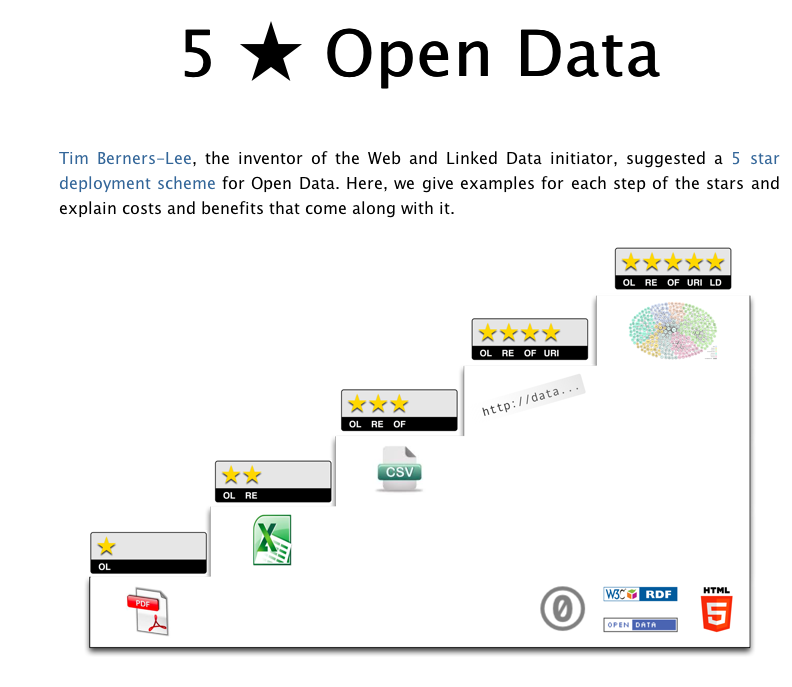 5 ★ Open Data
Tim Berners-Lee, the inventor of the Web and Linked Data initiator, suggested a 5 star
deployment scheme for Open Data. Here, we give examples for each step of the stars and
explain costs and benefits that come along with it.
OL RE OF URI LD
OL RE OF URI
http://data...
OL RE OF
CSV
OL RE
X
OL
PDF
0
W3C RDF
OPEN DATA
HTML
5